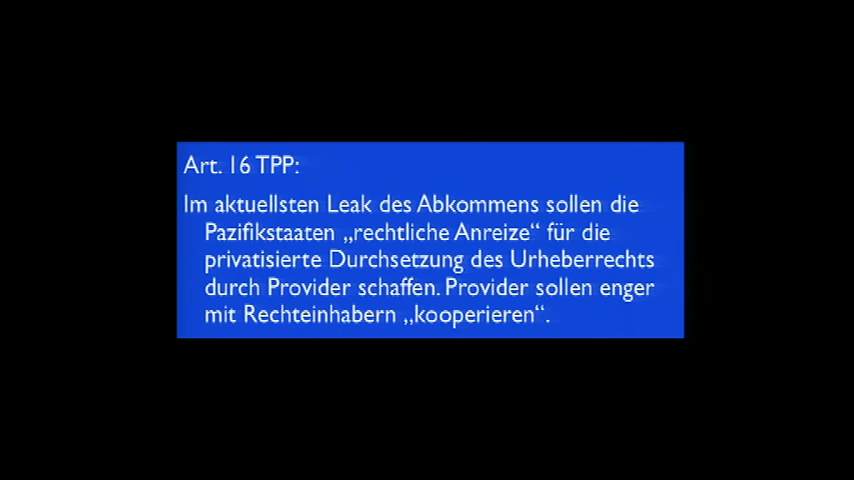 Art. 16 TPP:
Im aktuellsten Leak des Abkommens sollen die
Pazifikstaaten „rechtliche Anreize“ für die
privatisierte Durchsetzung des Urheberrechts
durch Provider schaffen. Provider sollen enger
mit Rechteinhabern „kooperieren“.